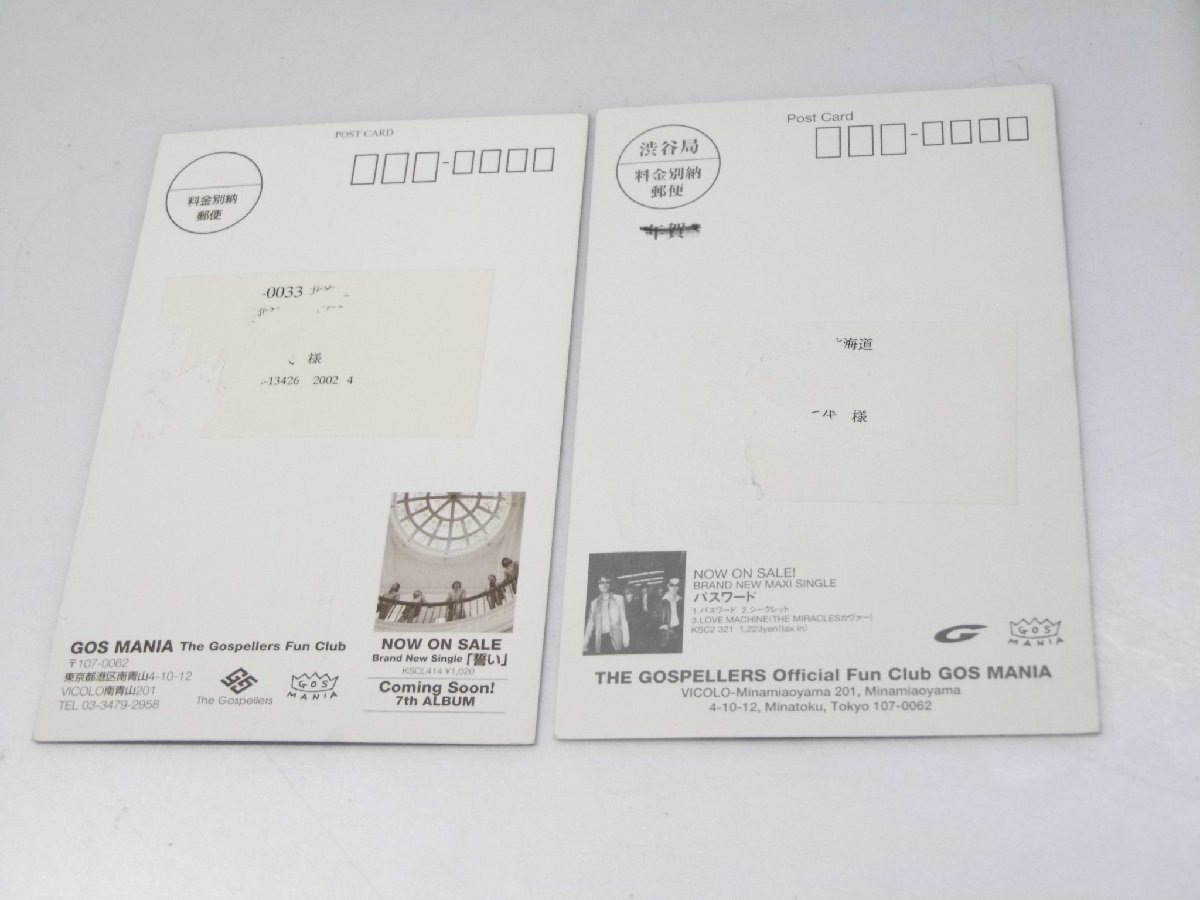 POST CARD
料金別納
郵便
-0033
様
-13426 2002 4
NOW ON SALE
Brand New Single「誓い」
KSCL414 ¥1,020
Coming Soon!
7th ALBUM
GOS MANIA The Gospellers Fun Club
〒107-0062
東京都港区南青山4-10-12
VICOLO南青山201
TEL 03-3479-2958
The Gospellers
GOS
MANIA
Post Card
渋谷局
料金別納
郵便
年賀
海道
様
NOW ON SALE!
BRAND NEW MAXI SINGLE
パスワード
1.パスワード 2.シークレット
3.LOVE MACHINE(THE MIRACLESカヴァー)
KSC2 321 1,223yen(tax in)
GOS
MANIA
THE GOSPELLERS Official Fun Club GOS MANIA
VICOLO-Minamiaoyama 201, Minamiaoyama
4-10-12, Minatoku, Tokyo 107-0062